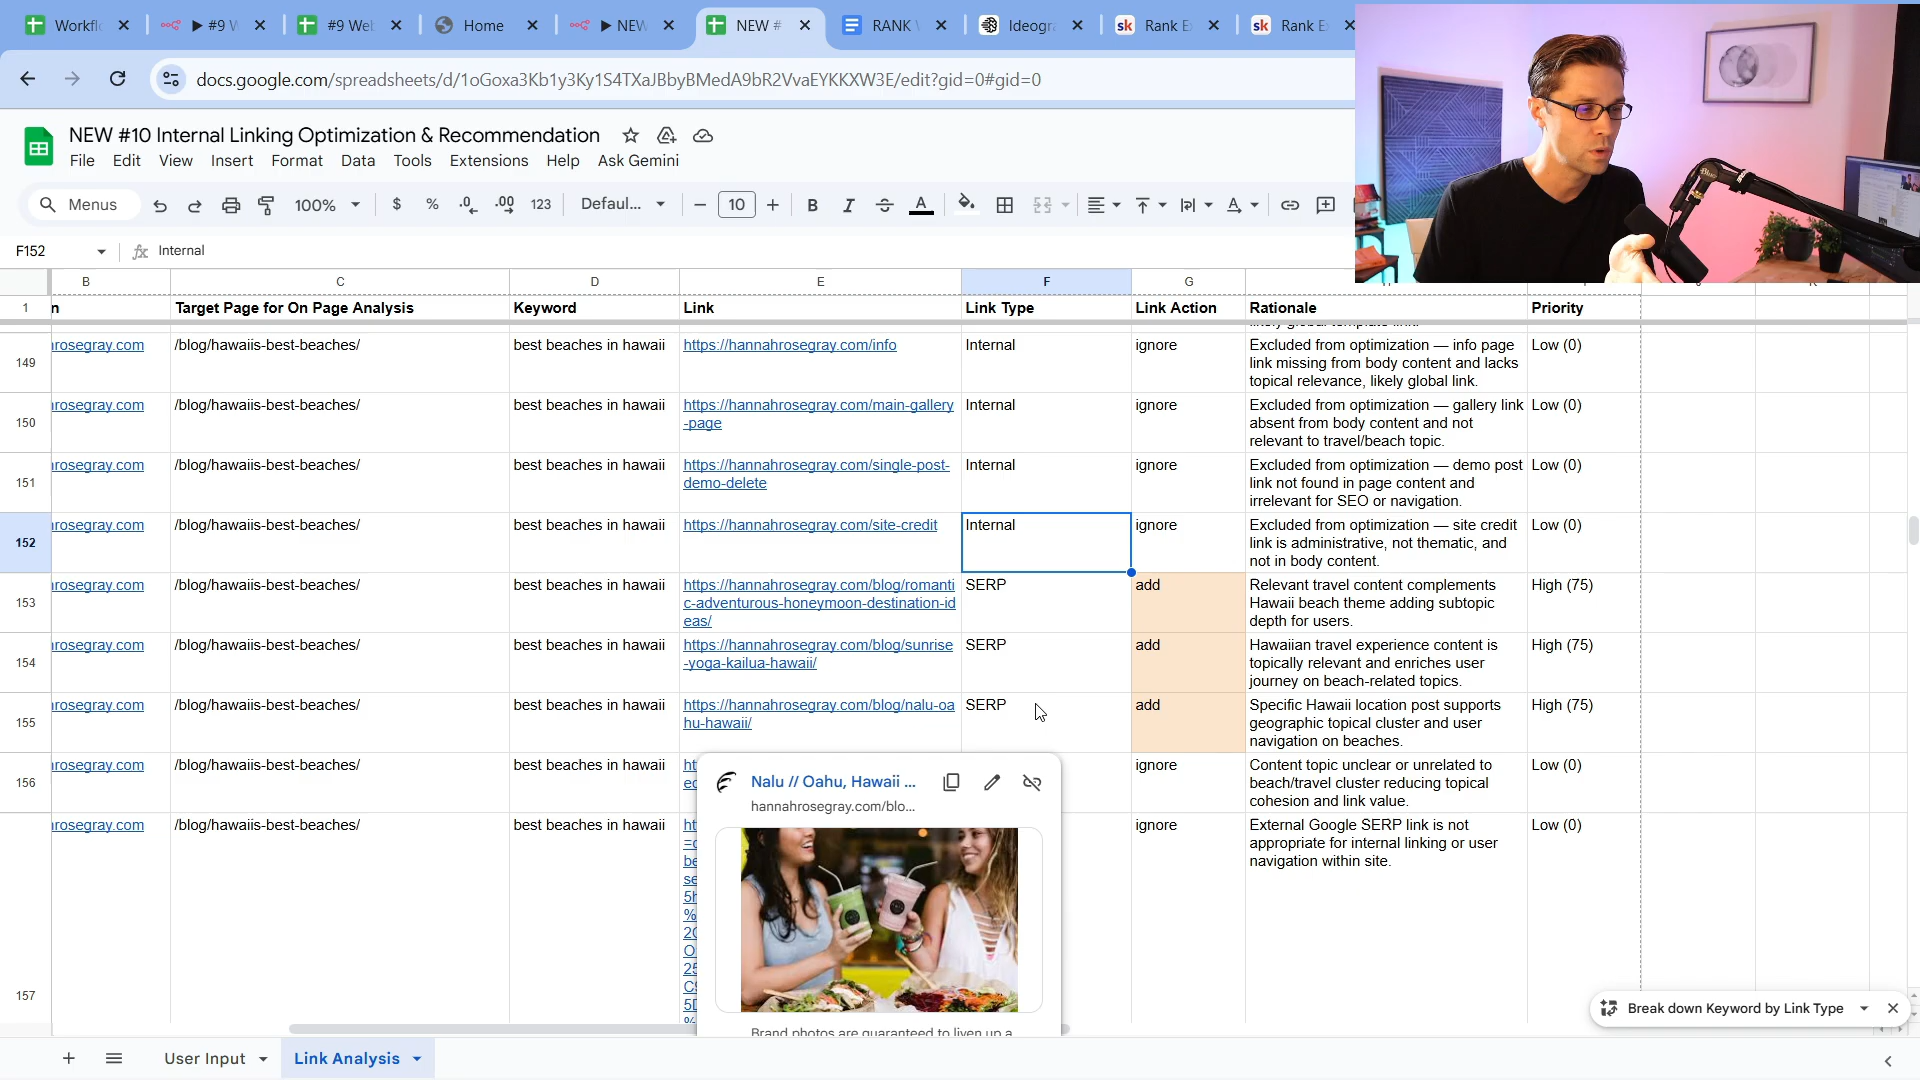 Workfl
#9 W
#9 Web
Home
NEW
NEW #
RANK
Ideogr
sk Rank E
sk Rank E
docs.google.com/spreadsheets/d/1oGoxa3Kb1y3Ky1S4TXaJBbyBMedA9bR2VvaEYKKXW3E/edit?gid=0#gid=0
NEW #10 Internal Linking Optimization & Recommendation
File Edit View Insert Format Data Tools Extensions Help Ask Gemini
Menus 100% $ % .0 .00 123 Defaul... 10 B I A
F152 fx Internal
B C D E F G
1 n Target Page for On Page Analysis Keyword Link Link Type Link Action Rationale Priority
likely global template link.
149 rosegray.com /blog/hawaiis-best-beaches/ best beaches in hawaii https://hannahrosegray.com/info Internal ignore Excluded from optimization — info page Low (0)
link missing from body content and lacks
topical relevance, likely global link.
150 rosegray.com /blog/hawaiis-best-beaches/ best beaches in hawaii https://hannahrosegray.com/main-gallery Internal ignore Excluded from optimization — gallery link Low (0)
-page absent from body content and not
relevant to travel/beach topic.
151 rosegray.com /blog/hawaiis-best-beaches/ best beaches in hawaii https://hannahrosegray.com/single-post- Internal ignore Excluded from optimization — demo post Low (0)
demo-delete link not found in page content and
irrelevant for SEO or navigation.
152 rosegray.com /blog/hawaiis-best-beaches/ best beaches in hawaii https://hannahrosegray.com/site-credit Internal ignore Excluded from optimization — site credit Low (0)
link is administrative, not thematic, and
not in body content.
153 rosegray.com /blog/hawaiis-best-beaches/ best beaches in hawaii https://hannahrosegray.com/blog/romanti SERP add Relevant travel content complements High (75)
c-adventurous-honeymoon-destination-id Hawaii beach theme adding subtopic
eas/ depth for users.
154 rosegray.com /blog/hawaiis-best-beaches/ best beaches in hawaii https://hannahrosegray.com/blog/sunrise SERP add Hawaiian travel experience content is High (75)
-yoga-kailua-hawaii/ topically relevant and enriches user
journey on beach-related topics.
155 rosegray.com /blog/hawaiis-best-beaches/ best beaches in hawaii https://hannahrosegray.com/blog/nalu-oa SERP add Specific Hawaii location post supports High (75)
hu-hawaii/ geographic topical cluster and user
navigation on beaches.
156 rosegray.com /blog/hawaiis-best-beaches/ best beaches in hawaii ht ignore Content topic unclear or unrelated to Low (0)
beach/travel cluster reducing topical
cohesion and link value.
157 rosegray.com /blog/hawaiis-best-beaches/ best beaches in hawaii ht ignore External Google SERP link is not Low (0)
appropriate for internal linking or user
navigation within site.
Nalu // Oahu, Hawaii ...
hannahrosegray.com/blo...
Brand photos are guaranteed to liven up a
Break down Keyword by Link Type
User Input Link Analysis